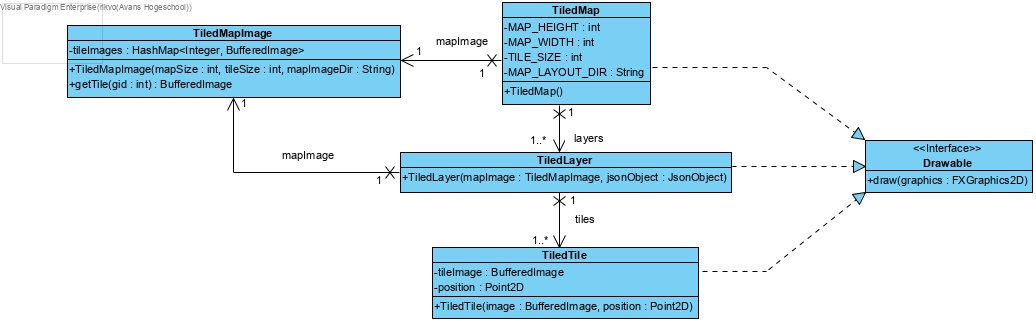 Visual Paradigm Enterprise(rikvo(Avans Hogeschool))
TiledMapImage
-tileImages : HashMap<Integer, BufferedImage>
+TiledMapImage(mapSize : int, tileSize : int, mapImageDir : String)
+getTile(gid : int) : BufferedImage
1
mapImage
1
TiledMap
-MAP_HEIGHT : int
-MAP_WIDTH : int
-TILE_SIZE : int
-MAP_LAYOUT_DIR : String
+TiledMap()
1
1
1..*
layers
mapImage
1
TiledLayer
+TiledLayer(mapImage : TiledMapImage, jsonObject : JsonObject)
<<Interface>>
Drawable
+draw(graphics : FXGraphics2D)
1
tiles
1..*
TiledTile
-tileImage : BufferedImage
-position : Point2D
+TiledTile(image : BufferedImage, position : Point2D)